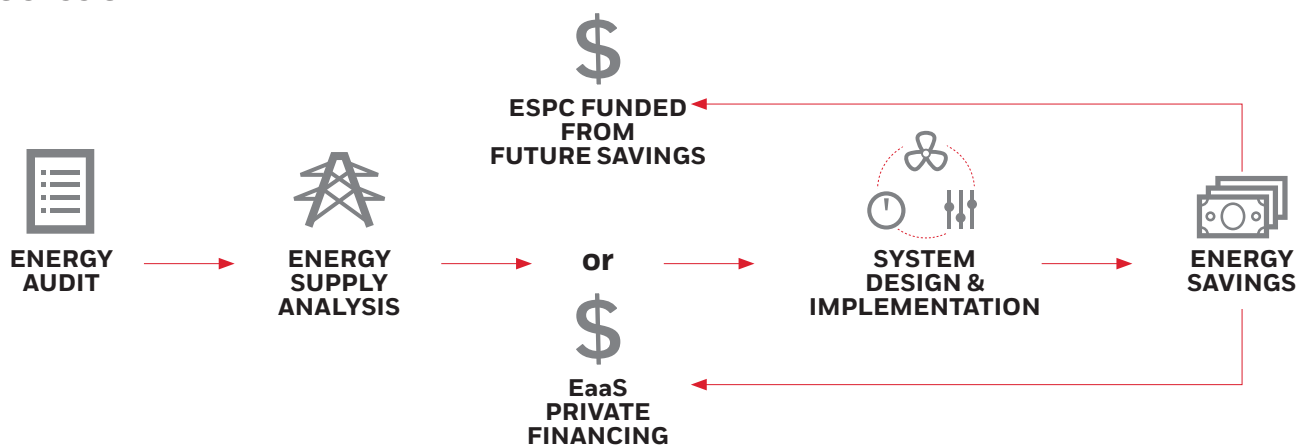 $
ESPC FUNDED
FROM
FUTURE SAVINGS
ENERGY
AUDIT
ENERGY
SUPPLY
ANALYSIS
or
SYSTEM
DESIGN &
IMPLEMENTATION
ENERGY
SAVINGS
$
EaaS
PRIVATE
FINANCING